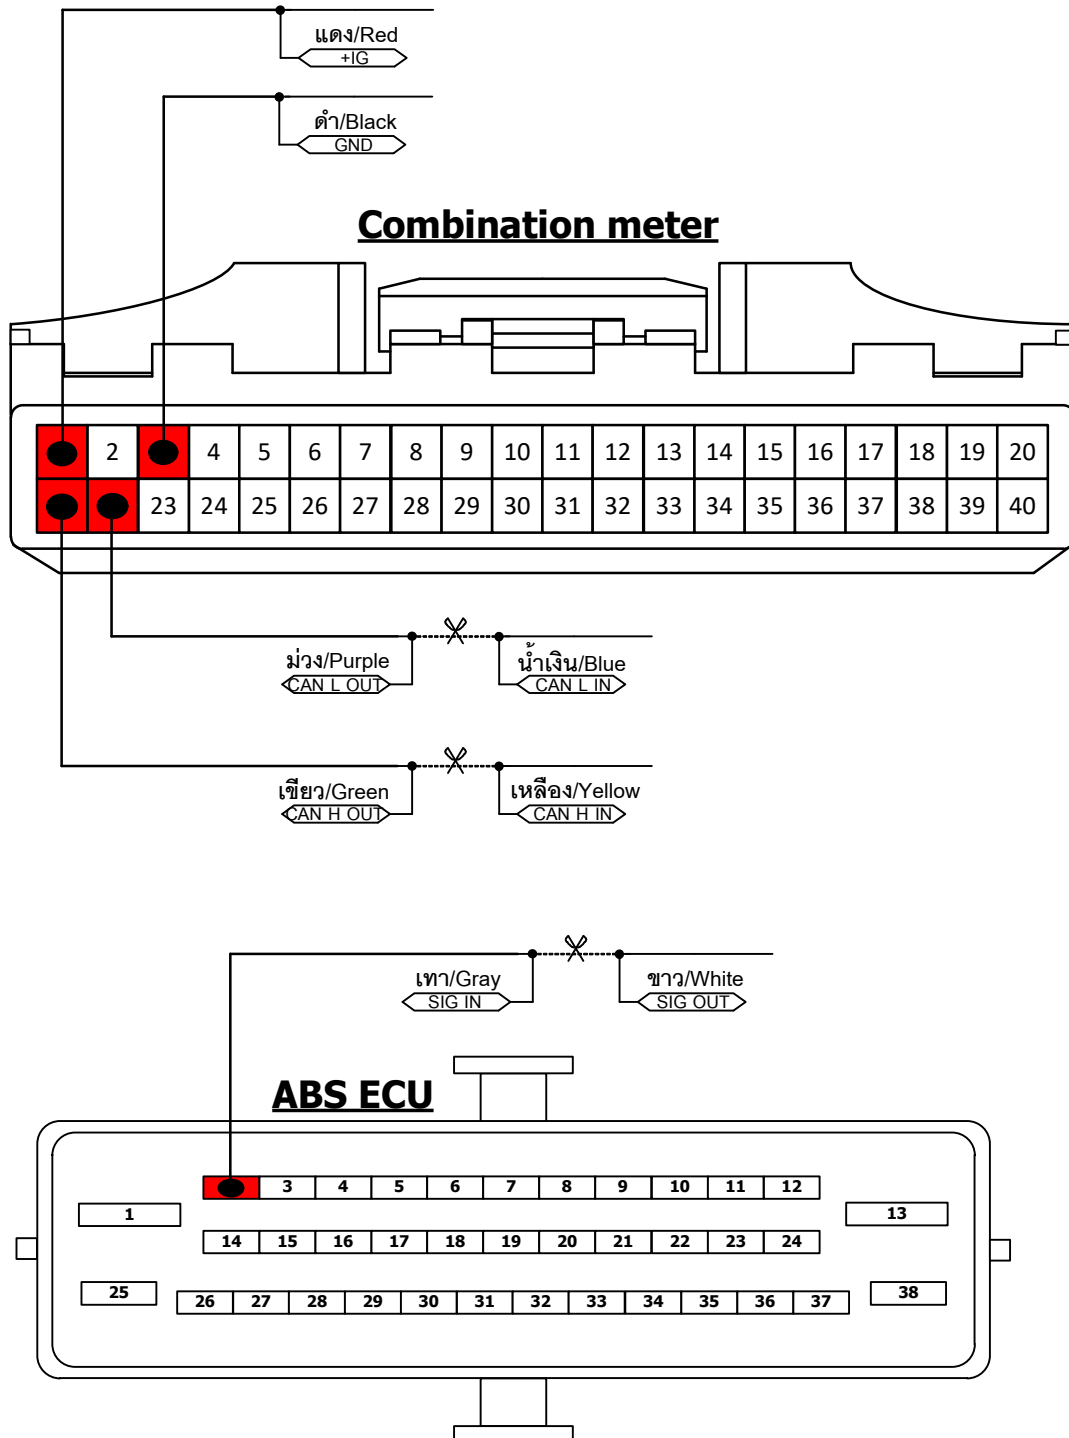 แดง/Red
+IG
ดำ/Black
GND
Combination meter
2 4 5 6 7 8 9 10 11 12 13 14 15 16 17 18 19 20
23 24 25 26 27 28 29 30 31 32 33 34 35 36 37 38 39 40
ม่วง/Purple น้ำเงิน/Blue
CAN L OUT CAN L IN
เขียว/Green เหลือง/Yellow
CAN H OUT CAN H IN
เทา/Gray ขาว/White
SIG IN SIG OUT
ABS ECU
3 4 5 6 7 8 9 10 11 12
1 13
14 15 16 17 18 19 20 21 22 23 24
25 38
26 27 28 29 30 31 32 33 34 35 36 37